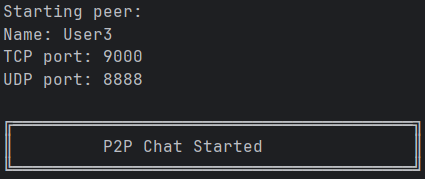 Starting peer:
Name: User3
TCP port: 9000
UDP port: 8888
P2P Chat Started